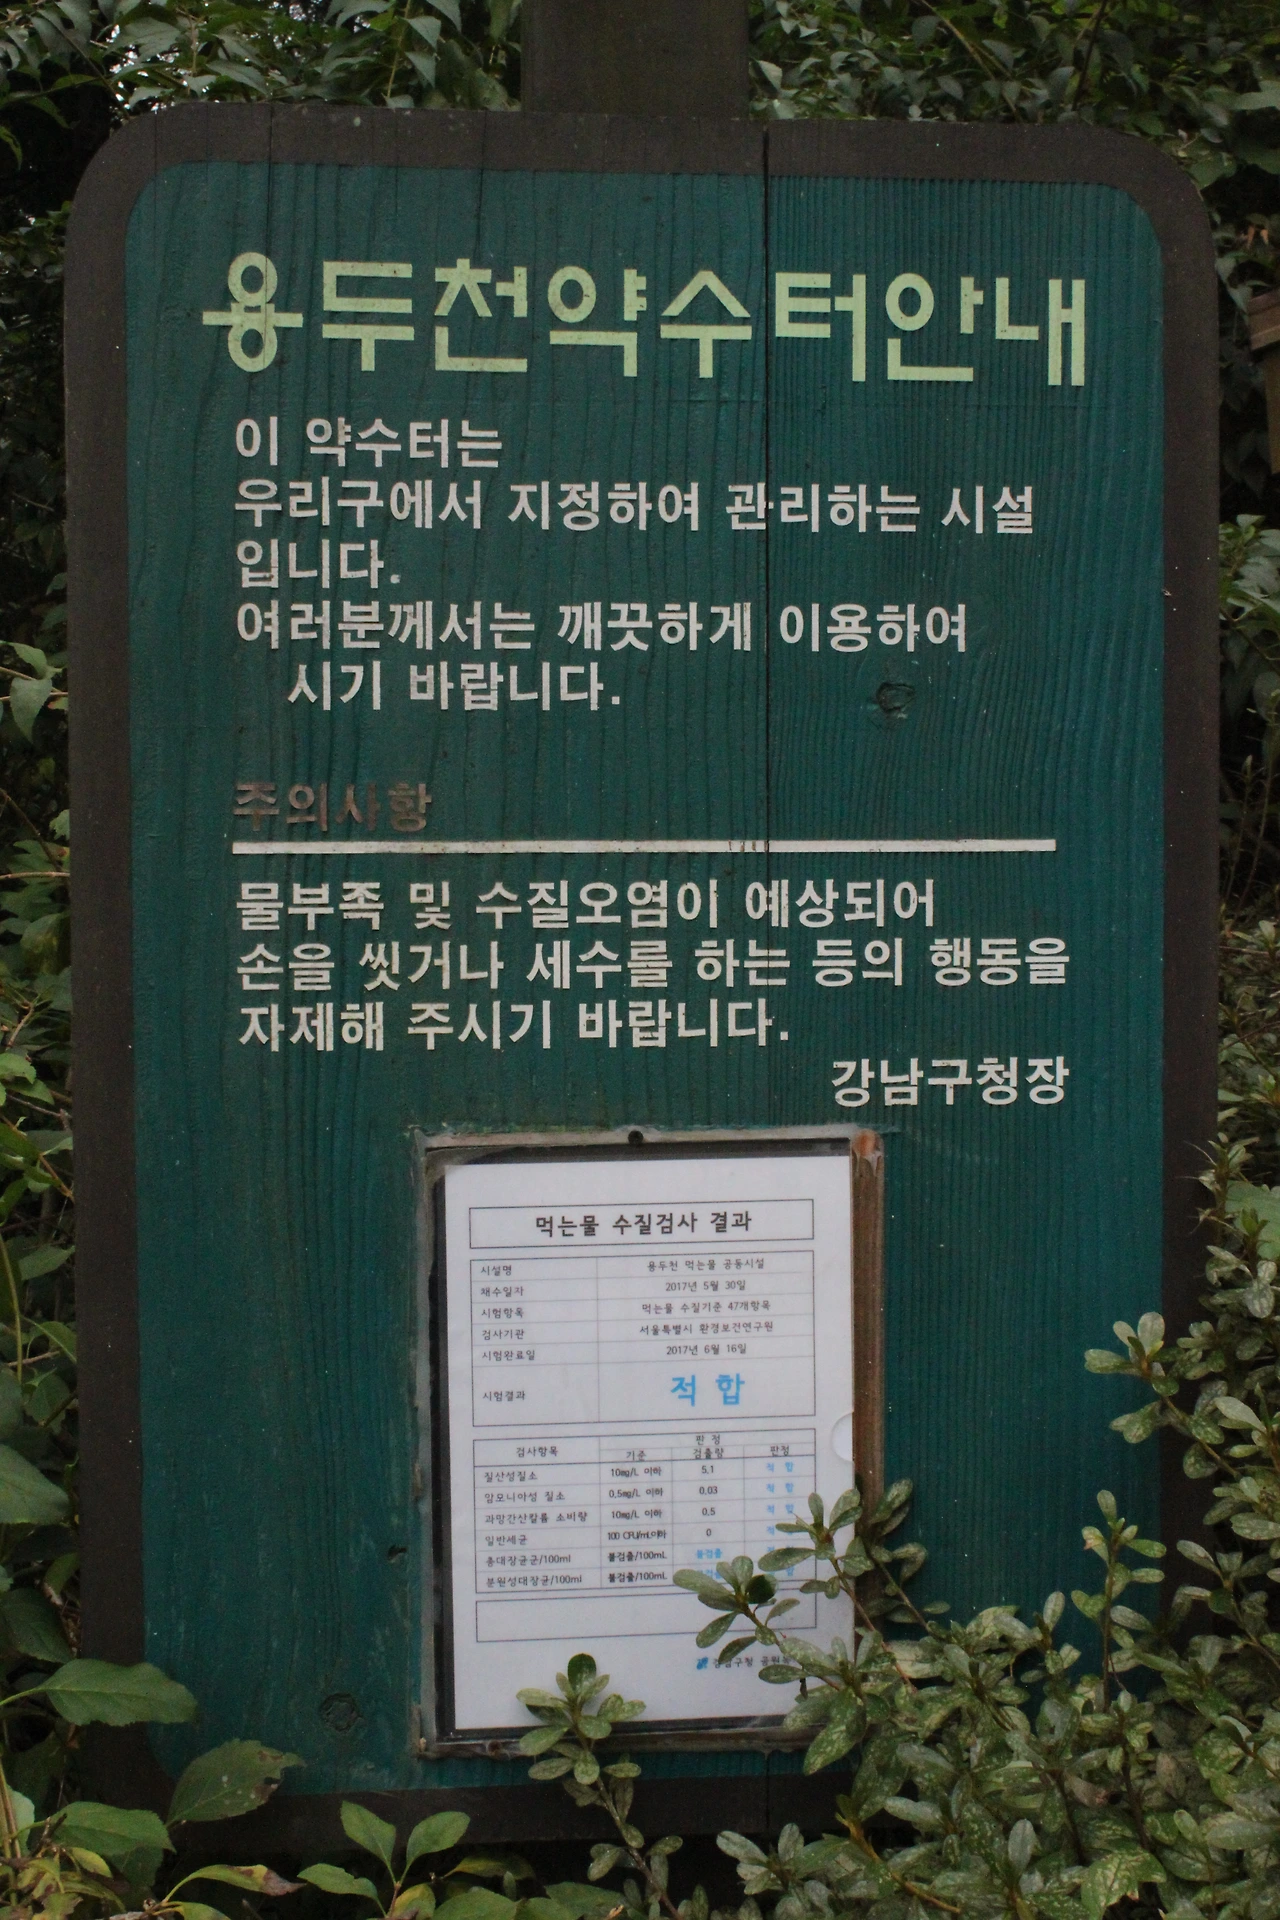 용두천약수터안내
이 약수터는
우리구에서 지정하여 관리하는 시설
입니다.
여러분께서는 깨끗하게 이용하여
시기 바랍니다.
주의사항
물부족 및 수질오염이 예상되어
손을 씻거나 세수를 하는 등의 행동을
자제해 주시기 바랍니다.
강남구청장
먹는물 수질검사 결과
시설명 용두천 먹는물 공동시설
채수일자 2017년 5월 30일
시험항목 먹는물 수질기준 47개항목
검사기관 서울특별시 환경보건연구원
시험완료일 2017년 6월 16일
시험결과 적 합
검사항목 판 정
기준 검출량 판정
질산성질소 10mg/L 이하 5.1 적 합
암모니아성 질소 0.5mg/L 이하 0.03 적 합
과망간산칼륨 소비량 10mg/L 이하 0.5 적 합
일반세균 100 CFU/mL이하 0 적
총대장균군/100ml 불검출/100mL 불검출
분원성대장균/100ml 불검출/100mL
강남구청